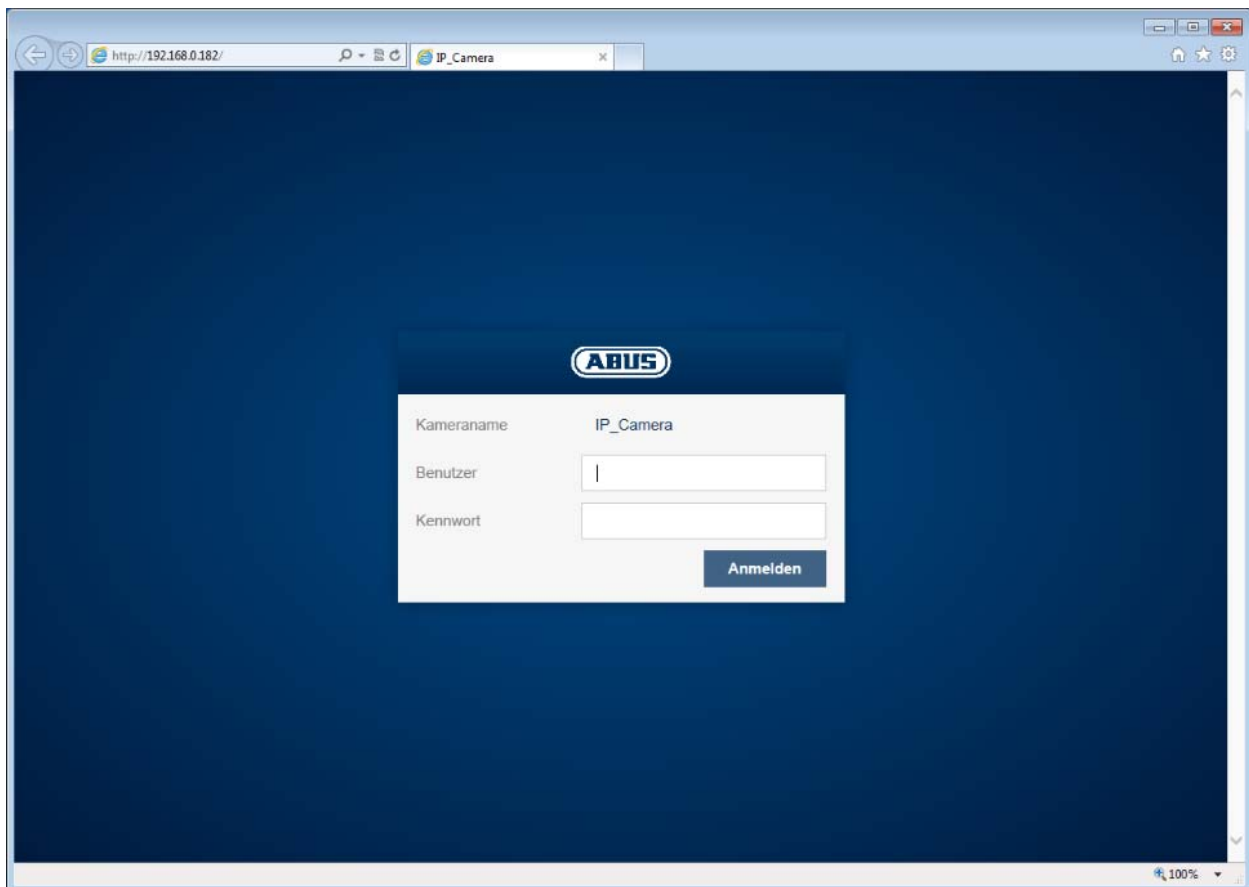 http://192.168.0.182/
IP_Camera
ABUS
Kameraname IP_Camera
Benutzer
Kennwort
Anmelden
100%